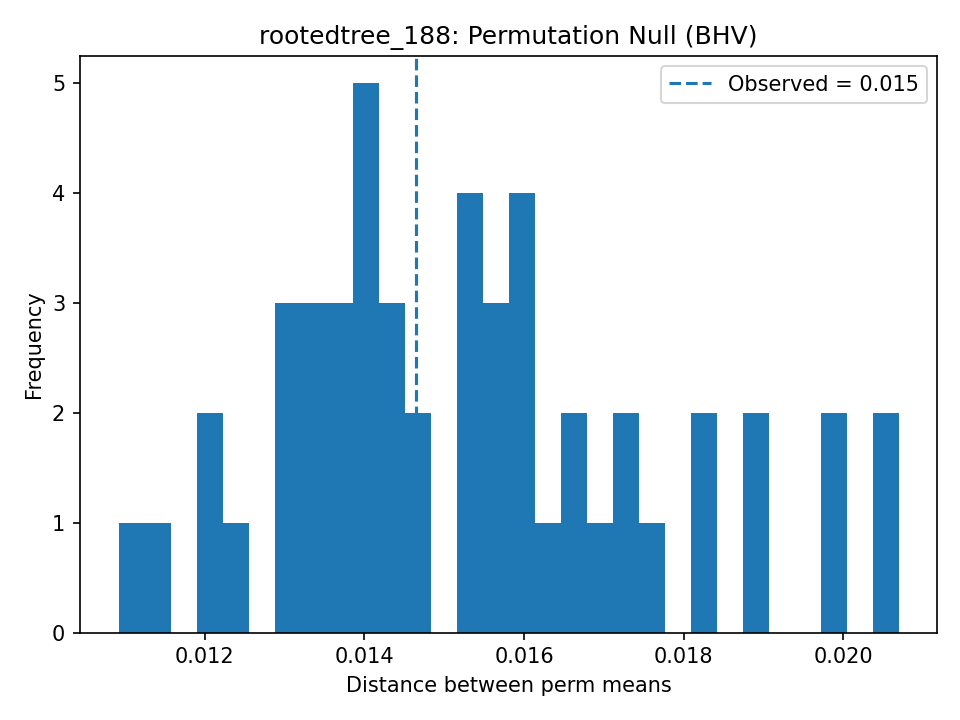 rootedtree_188: Permutation Null (BHV)
Observed = 0.015
5
4
3
2
1
0
Frequency
0.012 0.014 0.016 0.018 0.020
Distance between perm means